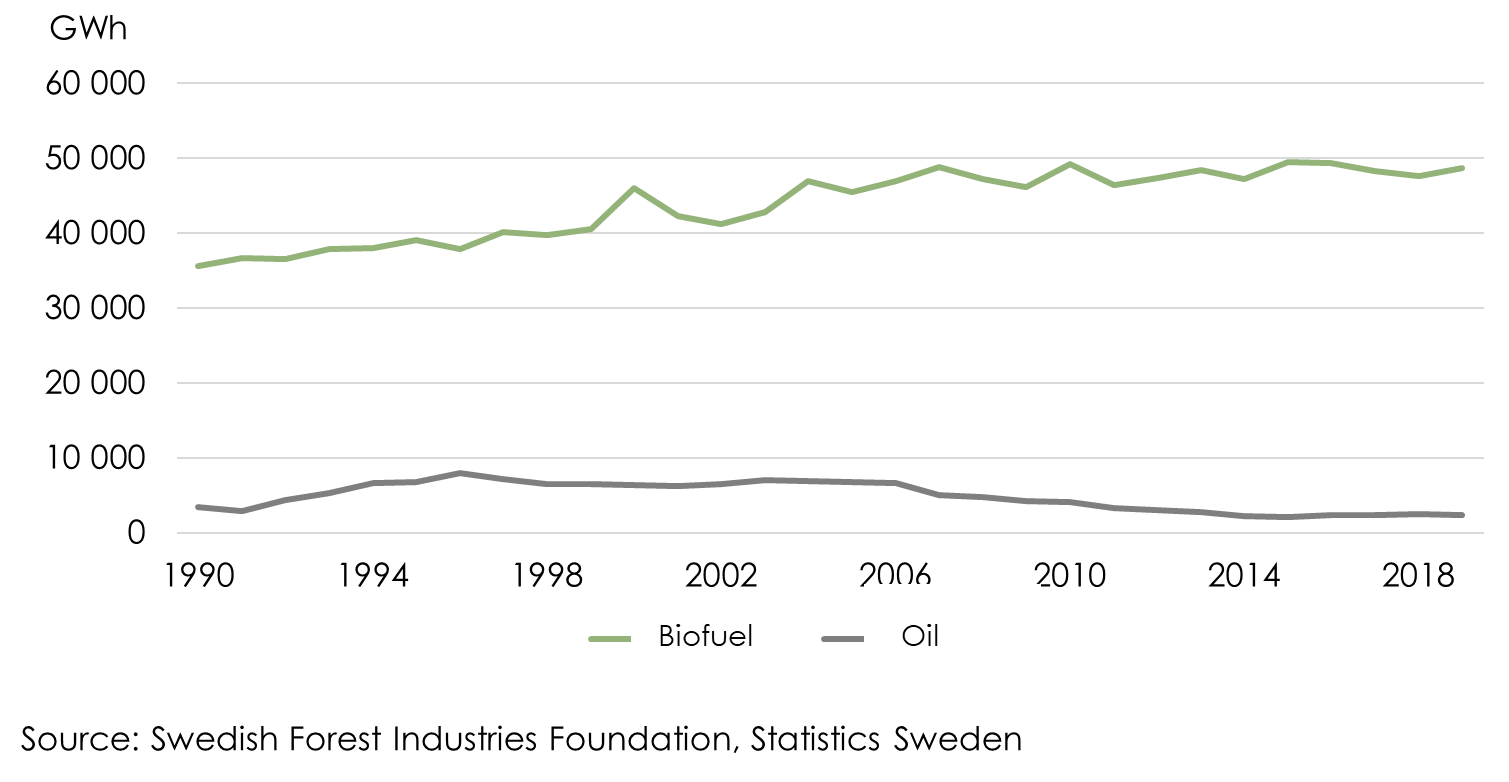 GWh
60 000
50 000
40 000
30 000
20 000
10 000
0
1990 1994 1998 2002 2006 2010 2014 2018
Biofuel Oil
Source: Swedish Forest Industries Foundation, Statistics Sweden